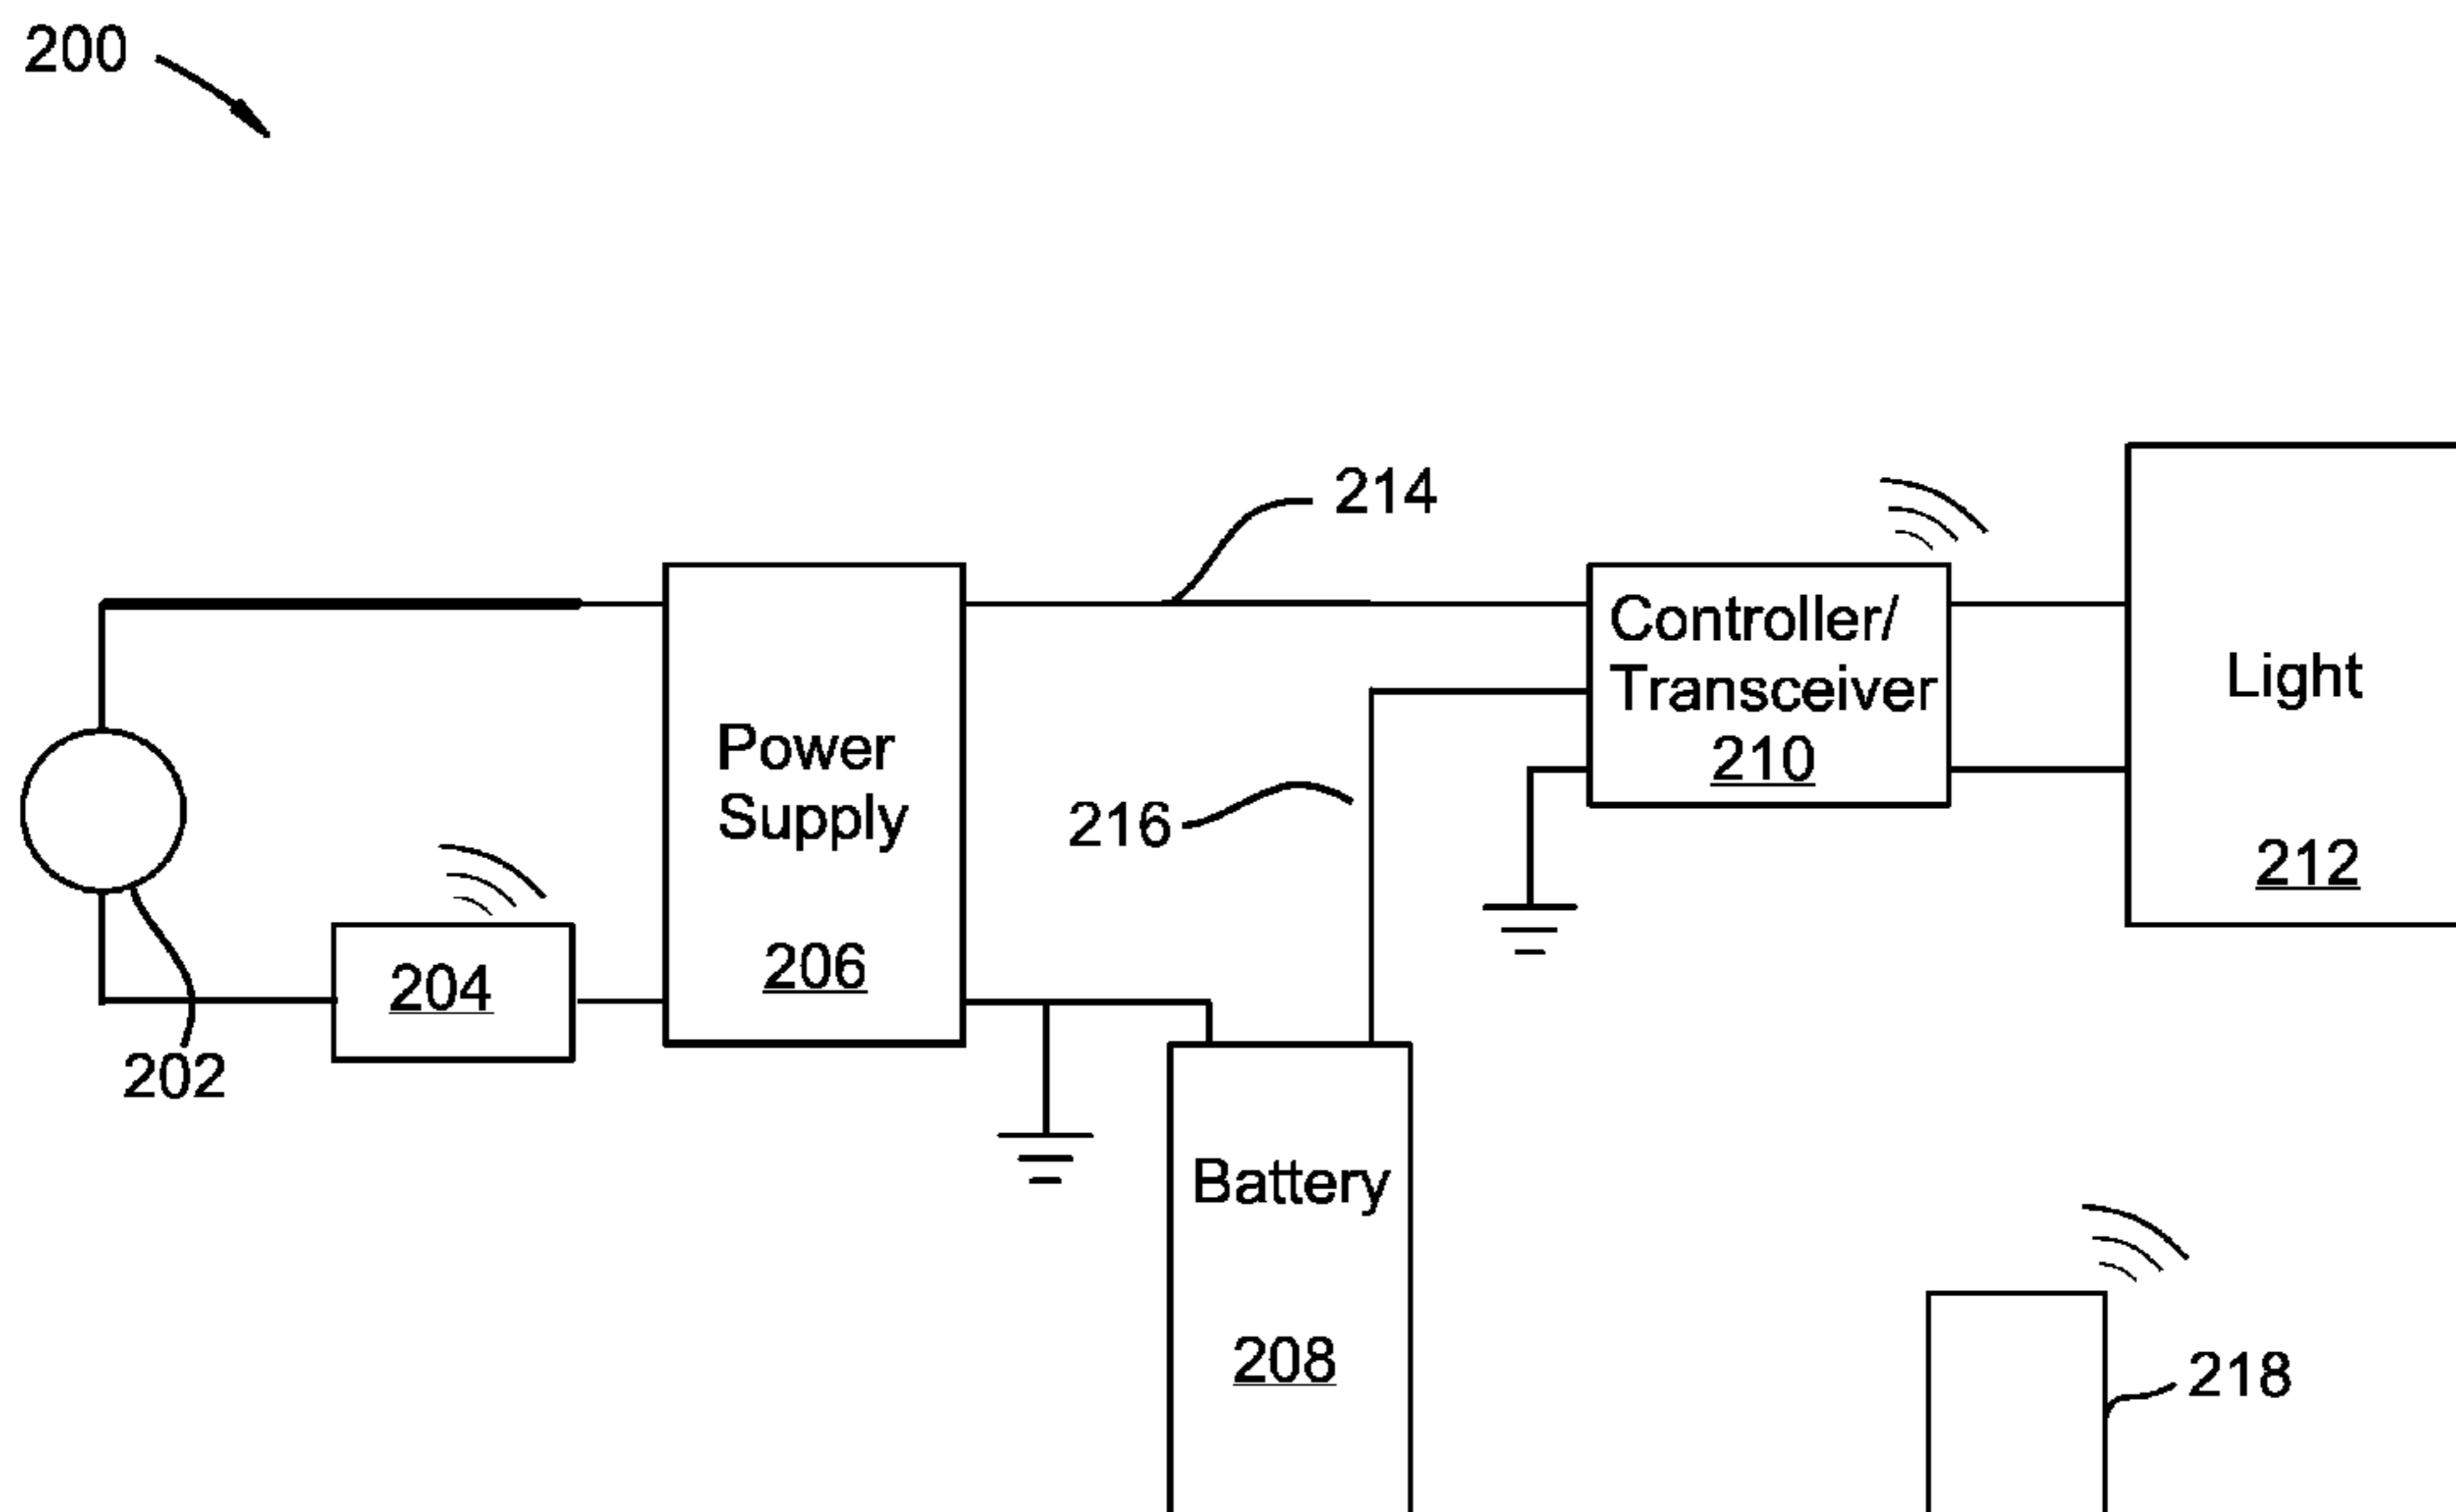 200
214
Controller/
Transceiver
210
Light
212
Power
Supply
206
216
204
202
Battery
208
218